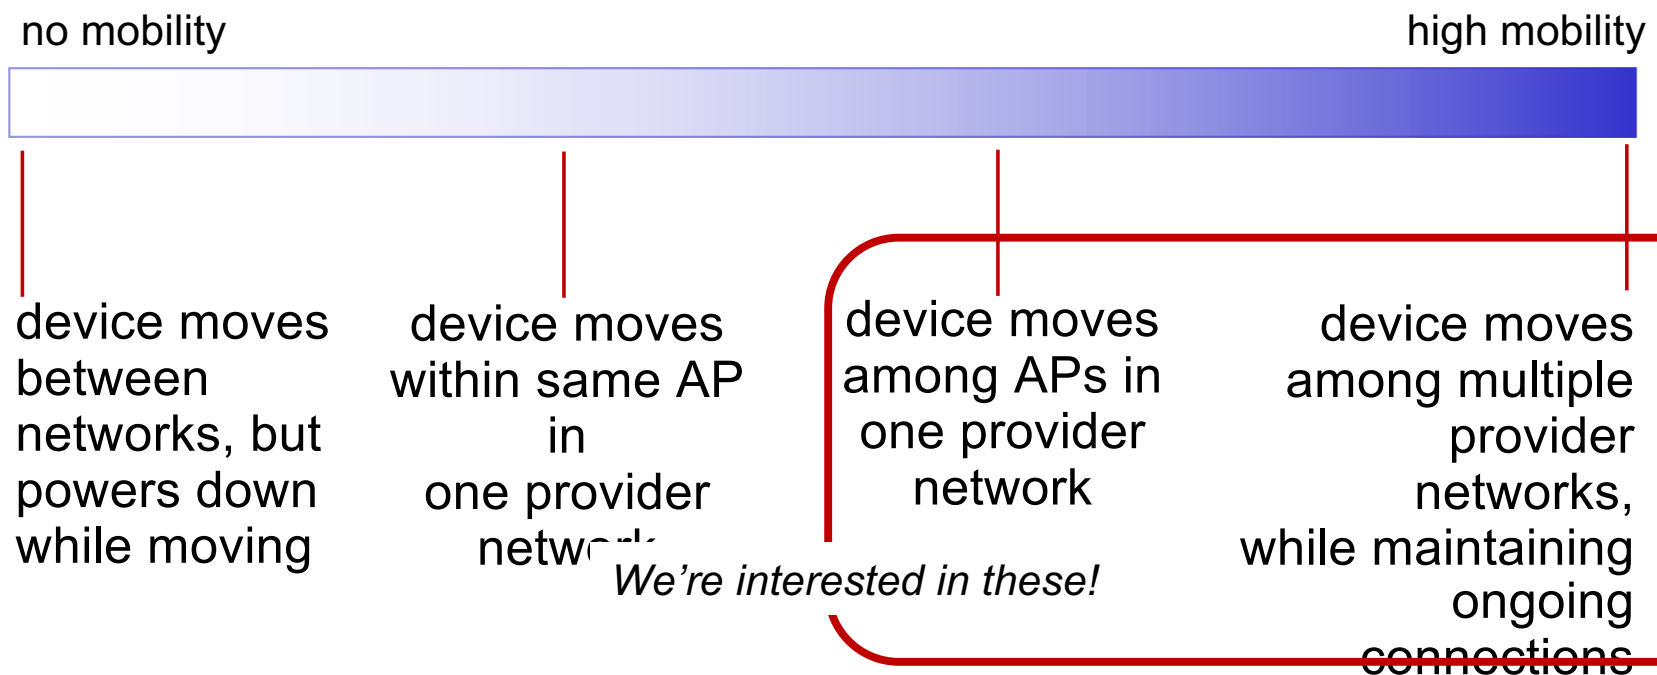 no mobility
high mobility
device moves
between
networks, but
powers down
while moving
device moves
within same AP
in
one provider
network
device moves
among APs in
one provider
network
device moves
among multiple
provider
networks,
while maintaining
ongoing
connections
We’re interested in these!